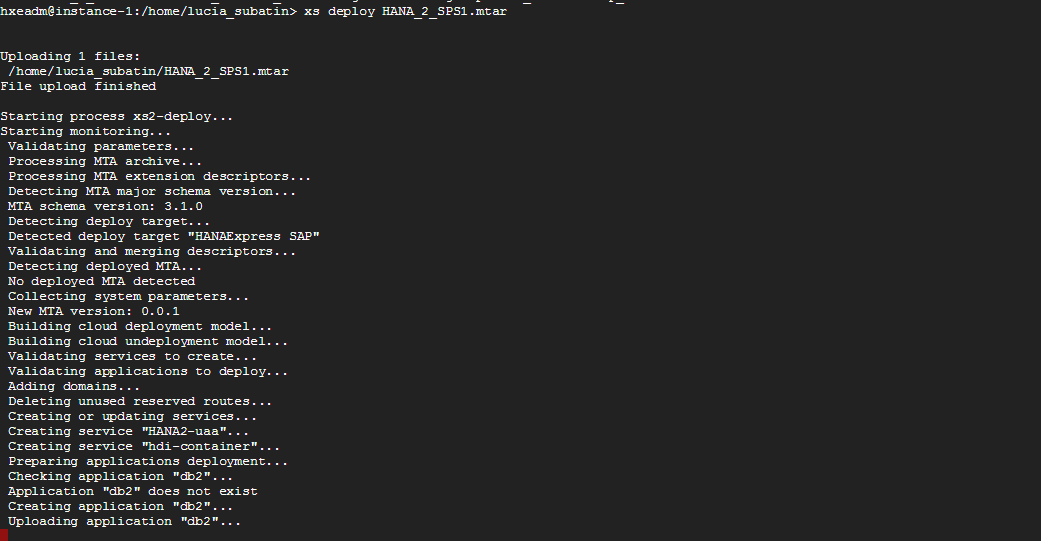 hxeadm@instance-1:/home/lucia_subatin> xs deploy HANA_2_SPS1.mtar
Uploading 1 files:
/home/lucia_subatin/HANA_2_SPS1.mtar
File upload finished
Starting process xs2-deploy...
Starting monitoring...
Validating parameters...
Processing MTA archive...
Processing MTA extension descriptors...
Detecting MTA major schema version...
MTA schema version: 3.1.0
Detecting deploy target...
Detected deploy target "HANAExpress SAP"
Validating and merging descriptors...
Detecting deployed MTA...
No deployed MTA detected
Collecting system parameters...
New MTA version: 0.0.1
Building cloud deployment model...
Building cloud undeployment model...
Validating services to create...
Validating applications to deploy...
Adding domains...
Deleting unused reserved routes...
Creating or updating services...
Creating service "HANA2-uaa"...
Creating service "hdi-container"...
Preparing applications deployment...
Checking application "db2"...
Application "db2" does not exist
Creating application "db2"...
Uploading application "db2"...